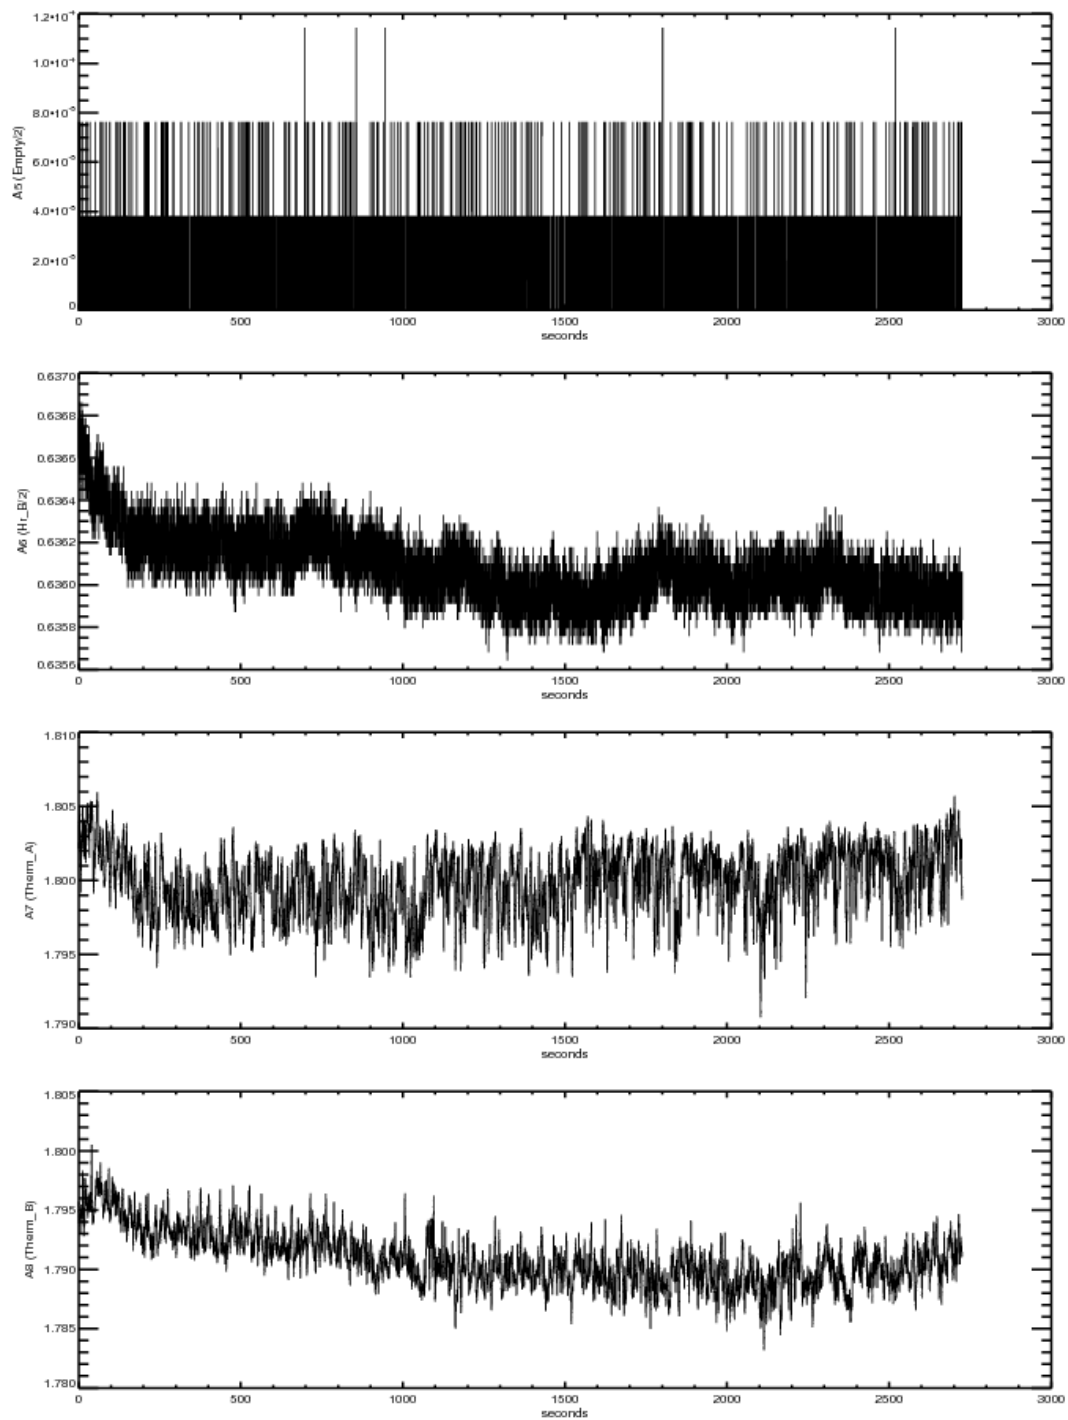 1.2•10⁻⁴
1.0•10⁻⁴
8.0•10⁻⁵
6.0•10⁻⁵
4.0•10⁻⁵
2.0•10⁻⁵
0
A5 (Empty/2)
0 500 1000 1500 2000 2500 3000
seconds
0.6370
0.6368
0.6366
0.6364
0.6362
0.6360
0.6358
0.6356
A6 (Hr_B/2)
0 500 1000 1500 2000 2500 3000
seconds
1.810
1.805
1.800
1.795
1.790
A7 (Therm_A)
0 500 1000 1500 2000 2500 3000
seconds
1.805
1.800
1.795
1.790
1.785
1.780
A8 (Therm_B)
0 500 1000 1500 2000 2500 3000
seconds